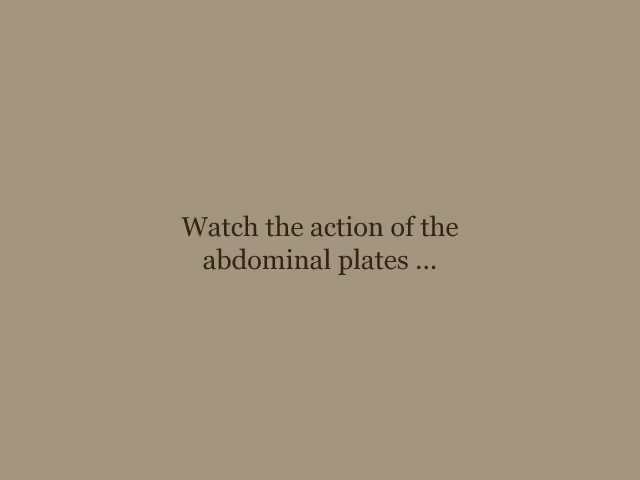 Watch the action of the
abdominal plates ...